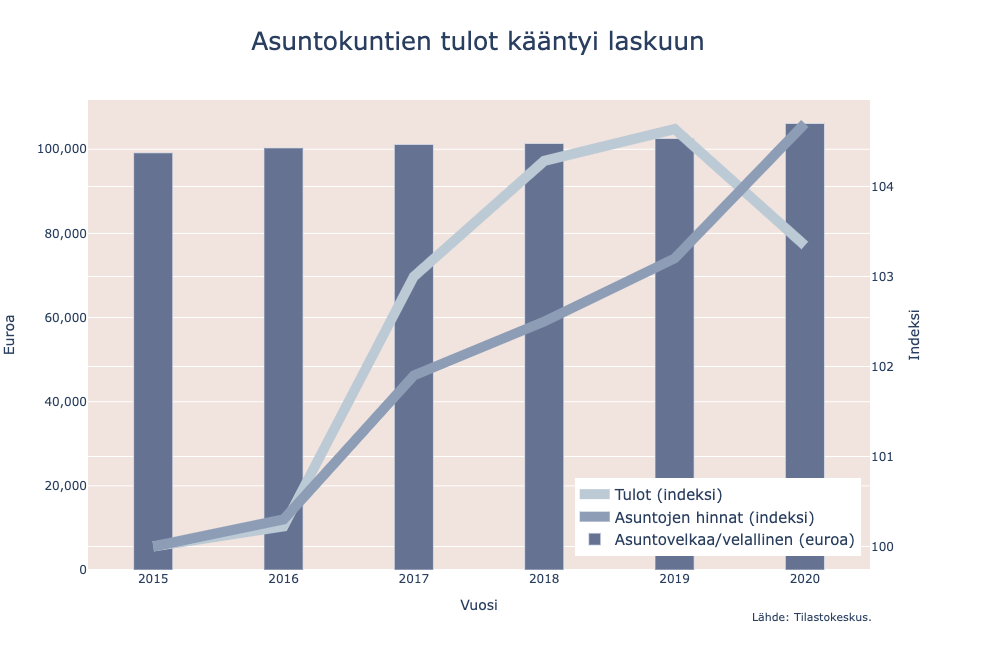 Asuntokuntien tulot kääntyi laskuun
Euroa
100,000
80,000
60,000
40,000
20,000
0
104
103
102
101
100
Indeksi
Tulot (indeksi)
Asuntojen hinnat (indeksi)
Asuntovelkaa/velallinen (euroa)
2015 2016 2017 2018 2019 2020
Vuosi
Lähde: Tilastokeskus.